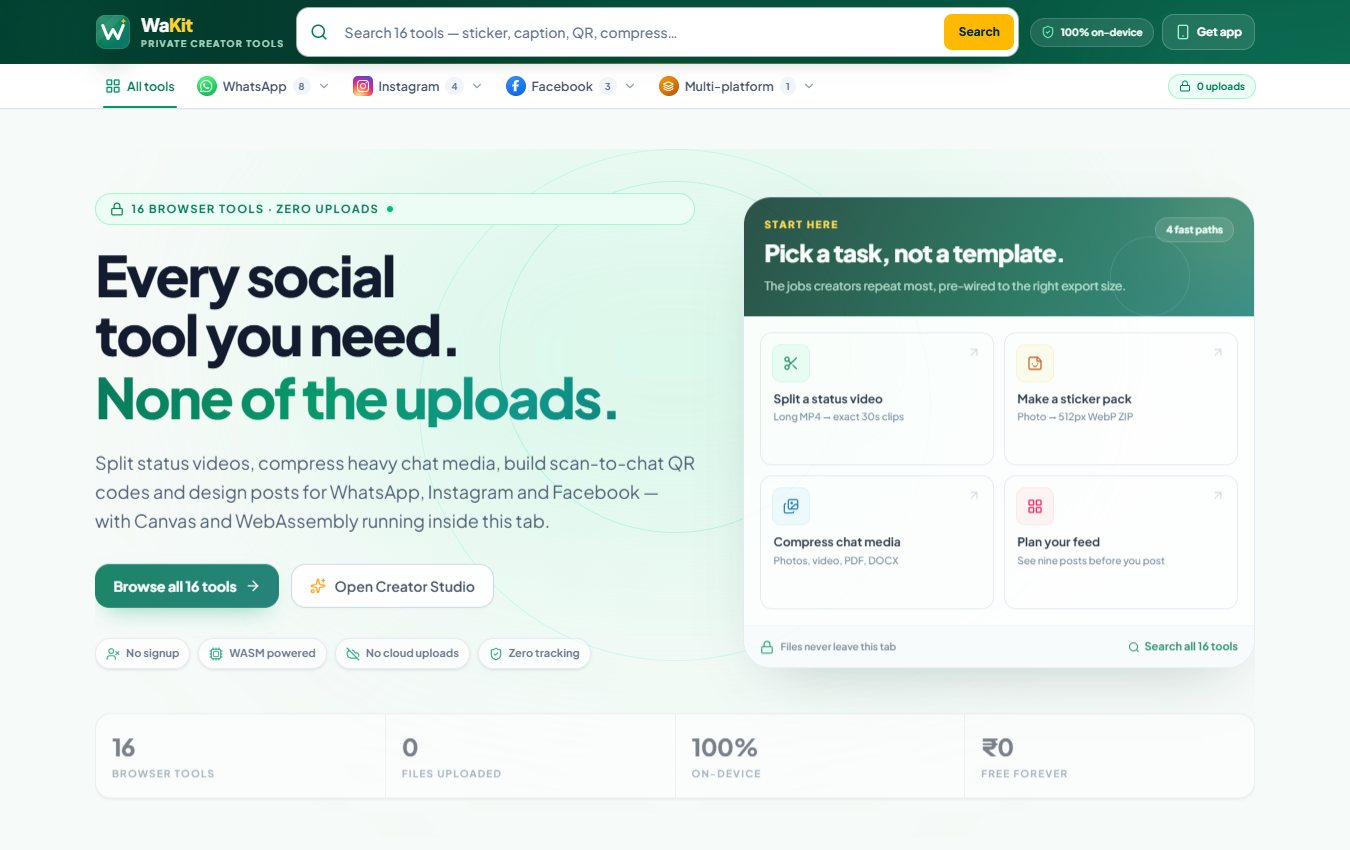 WaKit
PRIVATE CREATOR TOOLS
Search 16 tools — sticker, caption, QR, compress...
Search
100% on-device
Get app
All tools
WhatsApp 8
Instagram 4
Facebook 3
Multi-platform 1
0 uploads
16 BROWSER TOOLS · ZERO UPLOADS
Every social
tool you need.
None of the uploads.
Split status videos, compress heavy chat media, build scan-to-chat QR
codes and design posts for WhatsApp, Instagram and Facebook —
with Canvas and WebAssembly running inside this tab.
Browse all 16 tools →
Open Creator Studio
No signup
WASM powered
No cloud uploads
Zero tracking
START HERE
4 fast paths
Pick a task, not a template.
The jobs creators repeat most, pre-wired to the right export size.
Split a status video
Long MP4 → exact 30s clips
Make a sticker pack
Photo → 512px WebP ZIP
Compress chat media
Photos, video, PDF, DOCX
Plan your feed
See nine posts before you post
Files never leave this tab
Search all 16 tools
16
BROWSER TOOLS
0
FILES UPLOADED
100%
ON-DEVICE
₹0
FREE FOREVER